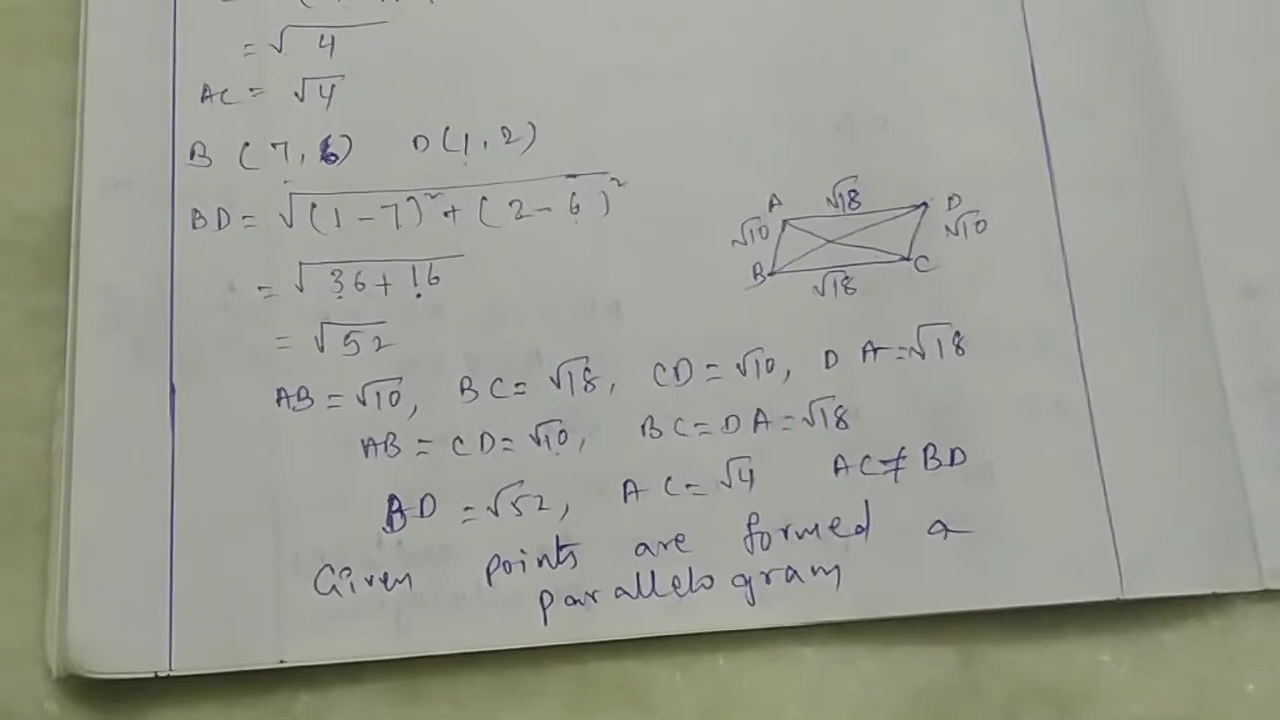 = √4
AC = √4
B (7, 6) D(1, 2)
BD = √(1-7)² + (2-6)²
= √36+16
= √52
A √18 D
√10 √10
B √18 C
AB = √10, BC = √18, CD = √10, DA = √18
AB = CD = √10, BC = DA = √18
BD = √52, AC = √4 AC ≠ BD
Given points are formed a
parallelogram